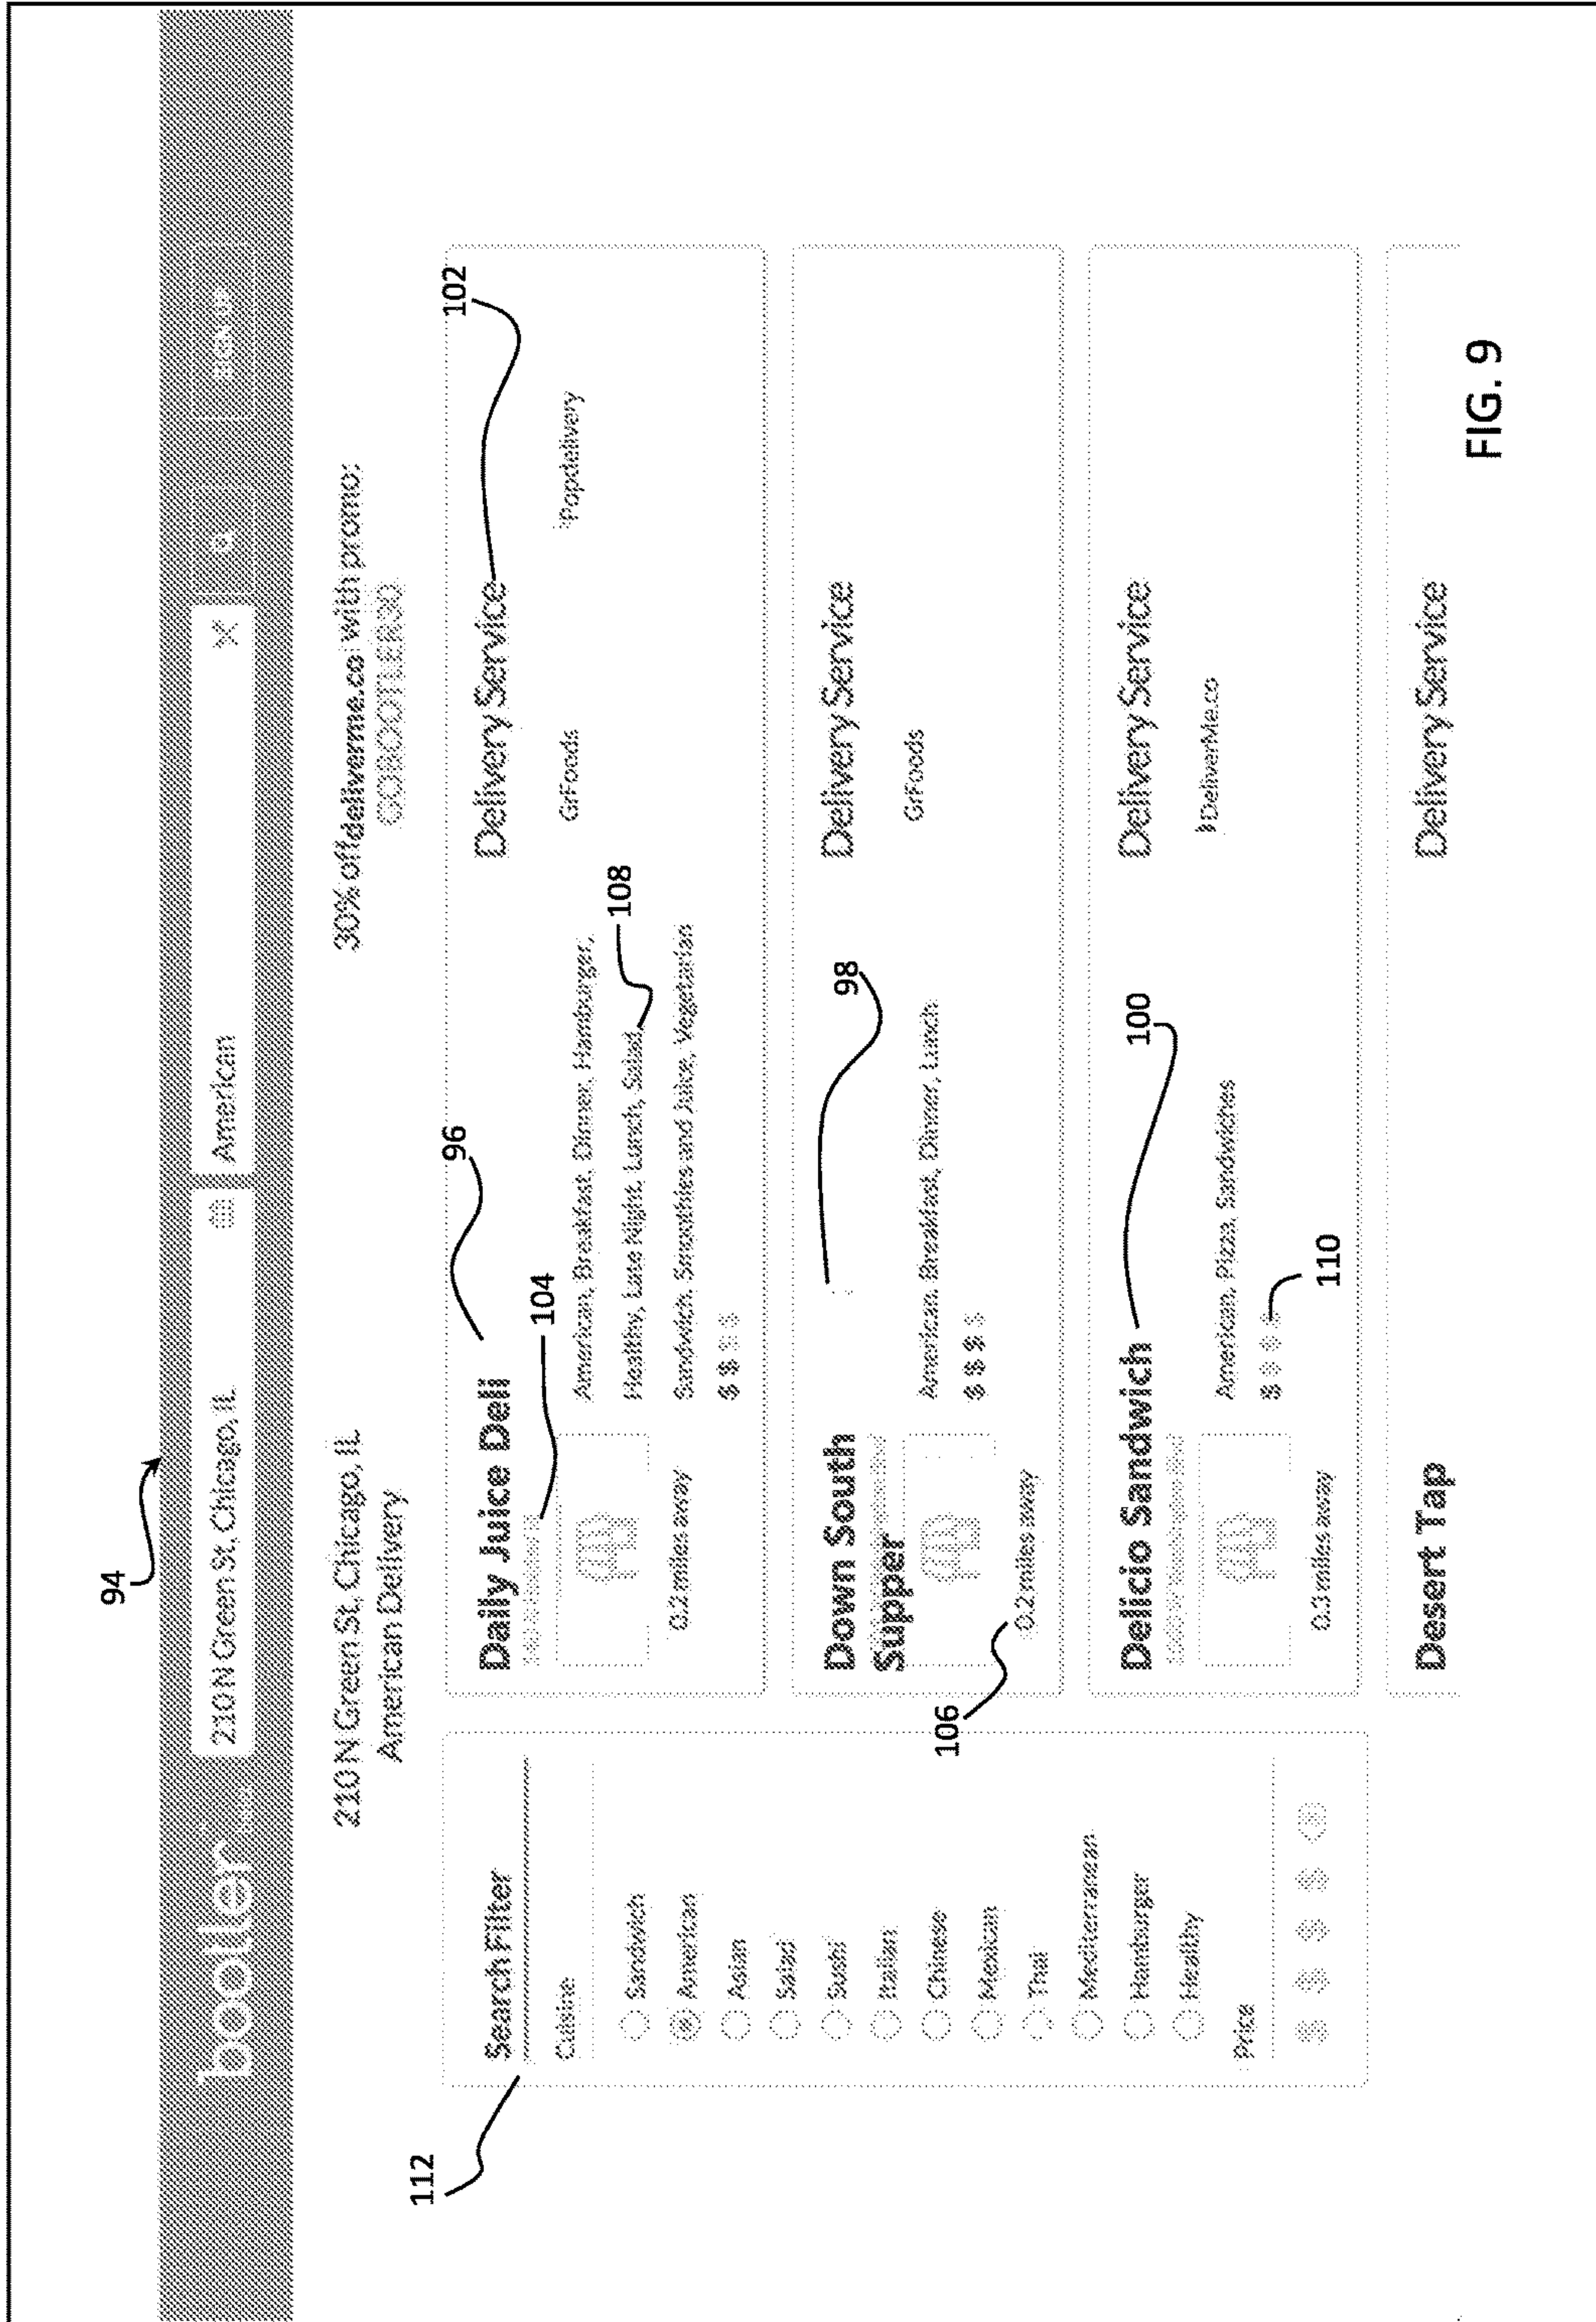 94
booller
210 N Green St, Chicago, IL
American
210 N Green St, Chicago, IL
American Delivery
30% off deliverme.co with promo:
GOBOOTLER30
112
Search Filter
Cuisine
Sandwich
American
Asian
Salad
Sushi
Italian
Chinese
Mexican
Thai
Mediterranean
Hamburger
Healthy
Price
$ $$ $$$ $
96
Daily Juice Deli
104
0.2 miles away
American, Breakfast, Dinner, Hamburger,
Healthy, Late Night, Lunch, Salad,
108
Sandwich, Smoothies and Juice, Vegetarian
$ $ $ $
Delivery Service
102
GrFoods
Popdelivery
98
Down South
Supper
106
0.2 miles away
American, Breakfast, Dinner, Lunch
$ $ $ $
Delivery Service
GrFoods
100
Delicio Sandwich
0.3 miles away
American, Pizza, Sandwiches
$ $ $ $
110
Delivery Service
DeliverMe.co
Desert Tap
Delivery Service
FIG. 9